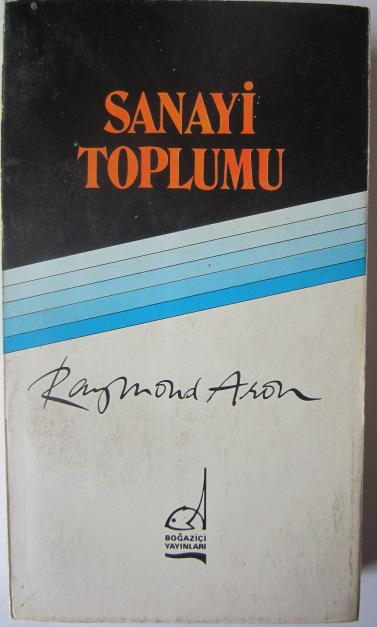 SANAYİ
TOPLUMU
Raymond Aron
BOĞAZİÇİ
YAYINLARI